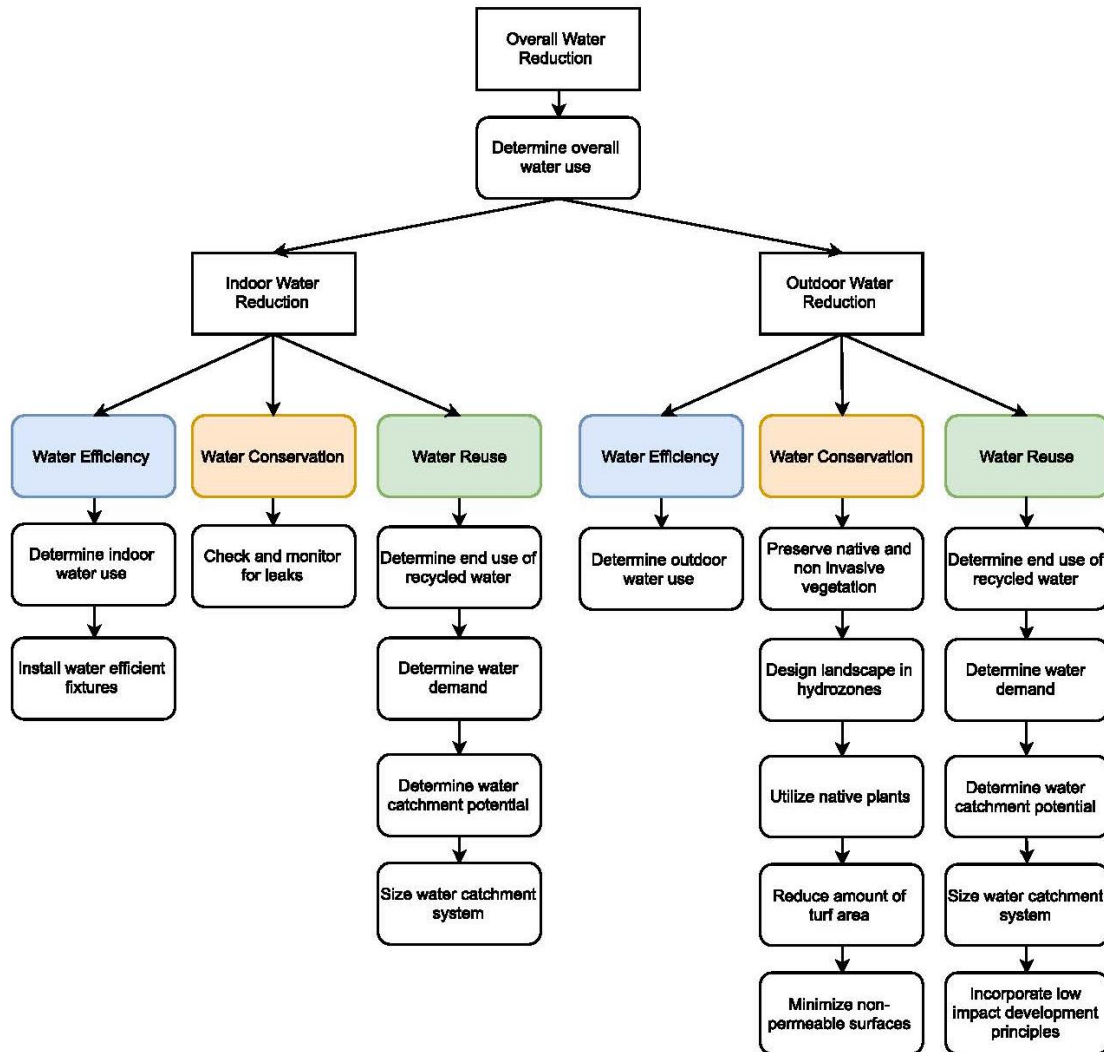 Overall Water
Reduction
Determine overall
water use
Indoor Water
Reduction
Outdoor Water
Reduction
Water Efficiency
Water Conservation
Water Reuse
Water Efficiency
Water Conservation
Water Reuse
Determine indoor
water use
Check and monitor
for leaks
Determine end use of
recycled water
Determine outdoor
water use
Preserve native and
non invasive
vegetation
Determine end use of
recycled water
Install water efficient
fixtures
Determine water
demand
Design landscape in
hydrozones
Determine water
demand
Determine water
catchment potential
Utilize native plants
Determine water
catchment potential
Size water catchment
system
Reduce amount of
turf area
Size water catchment
system
Minimize non-
permeable surfaces
Incorporate low
impact development
principles